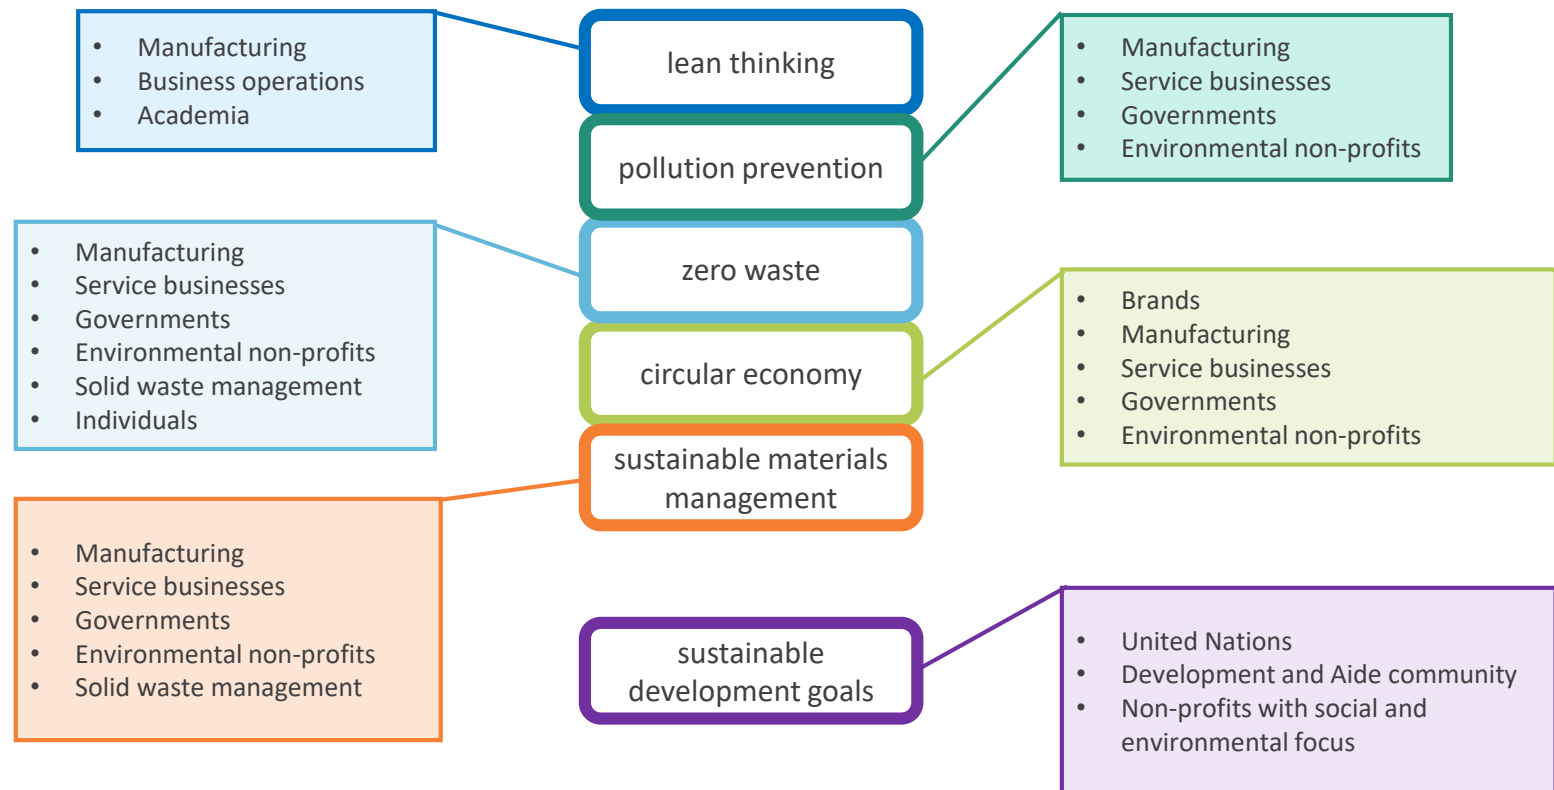 lean thinking
• Manufacturing
• Business operations
• Academia
pollution prevention
• Manufacturing
• Service businesses
• Governments
• Environmental non-profits
zero waste
• Manufacturing
• Service businesses
• Governments
• Environmental non-profits
• Solid waste management
• Individuals
circular economy
• Brands
• Manufacturing
• Service businesses
• Governments
• Environmental non-profits
sustainable materials
management
• Manufacturing
• Service businesses
• Governments
• Environmental non-profits
• Solid waste management
sustainable
development goals
• United Nations
• Development and Aide community
• Non-profits with social and
environmental focus